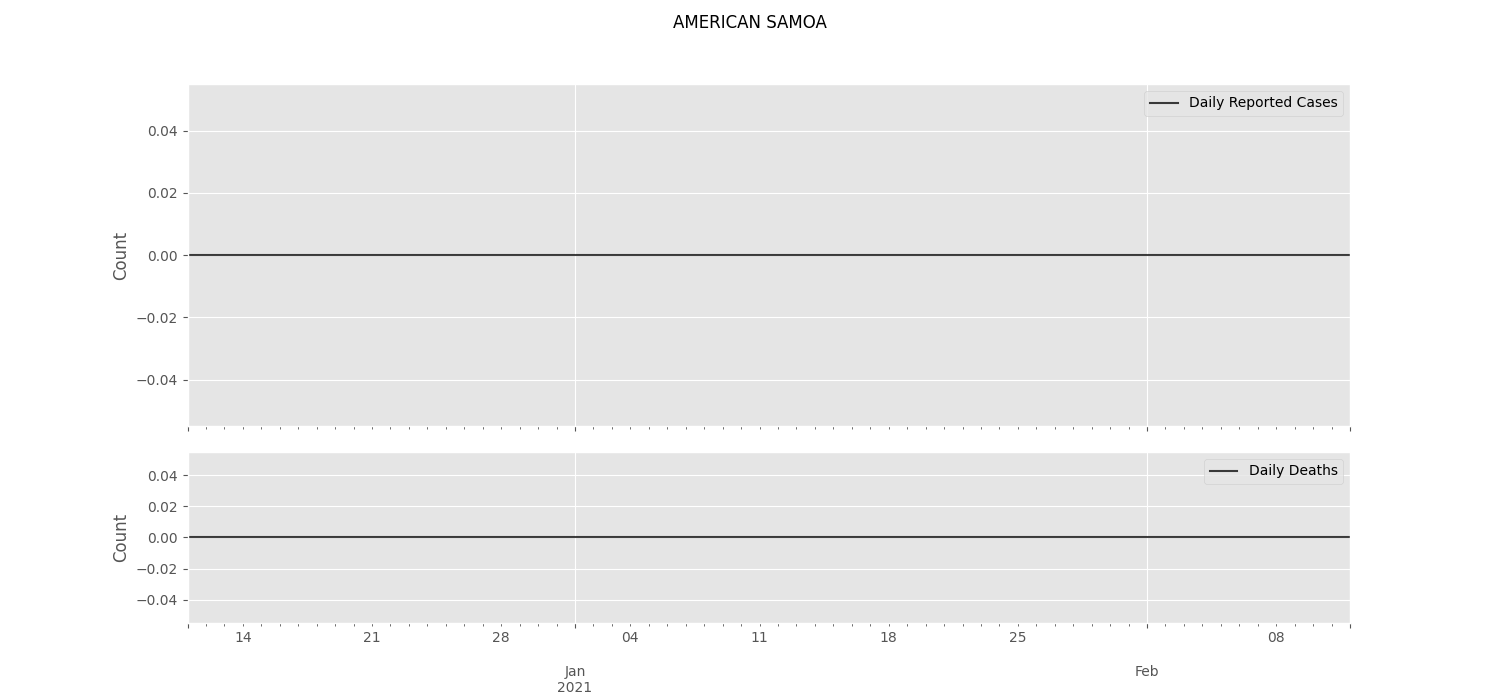 AMERICAN SAMOA
Daily Reported Cases
0.04
0.02
0.00
−0.02
−0.04
Count
Daily Deaths
0.04
0.02
0.00
−0.02
−0.04
Count
14 21 28 04 11 18 25 08
Jan Feb
2021